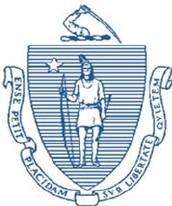 ENSE PETIT
PLACIDAM
SVB LIBERTATE
QVIETEM